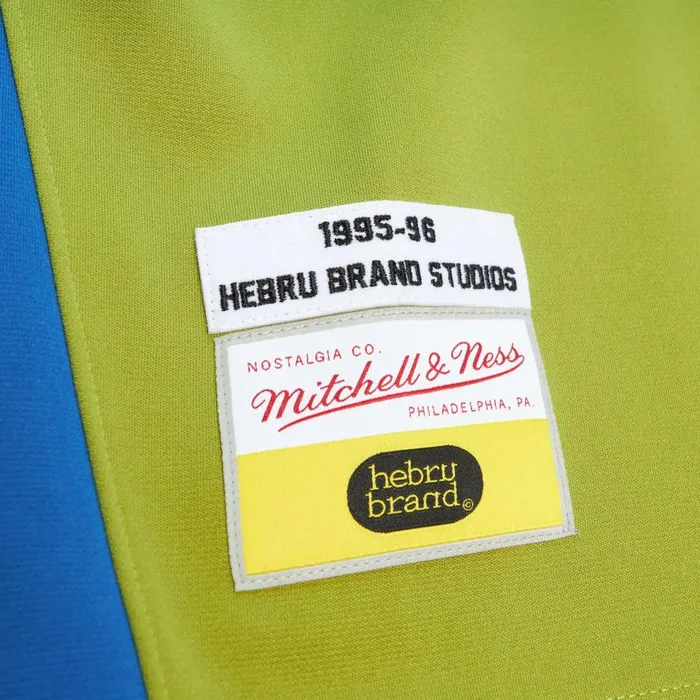 1995-96
HEBRU BRAND STUDIOS
NOSTALGIA CO.
Mitchell & Ness
PHILADELPHIA, PA.
hebru
brand©